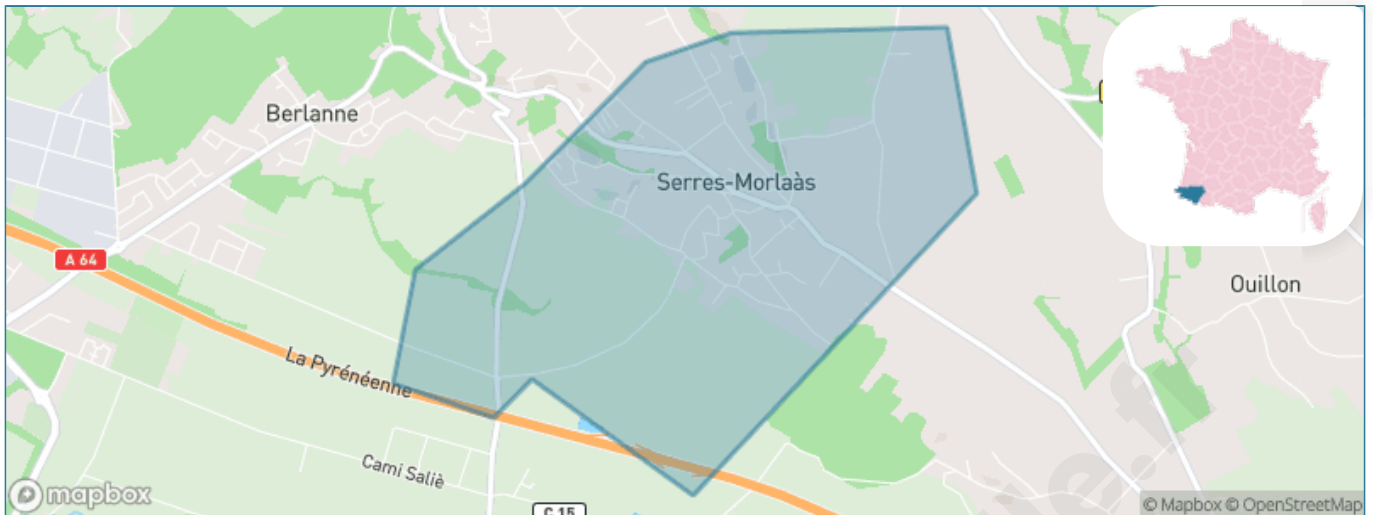 Berlanne
Serres-Morlaàs
A 64
Ouillon
La Pyrénéenne
Cami Saliè
mapbox
C 15
© Mapbox © OpenStreetMap